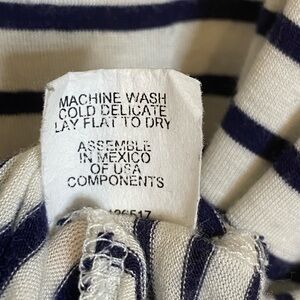 MACHINE WASH
COLD DELICATE
LAY FLAT TO DRY
ASSEMBLE
IN MEXICO
OF USA
COMPONENTS